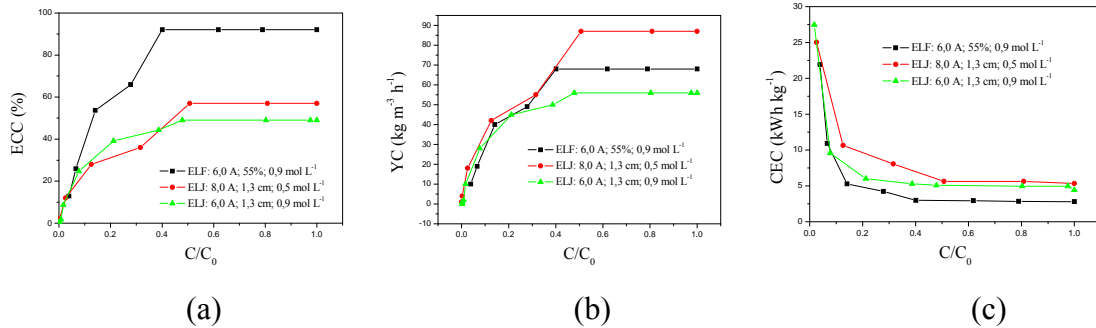 100
80
60
40
20
0
ECC (%)
0.0 0.2 0.4 0.6 0.8 1.0
C/C₀
ELF: 6,0 A; 55%; 0,9 mol L⁻¹
ELJ: 8,0 A; 1,3 cm; 0,5 mol L⁻¹
ELJ: 6,0 A; 1,3 cm; 0,9 mol L⁻¹
(a)
90
80
70
60
50
40
30
20
10
0
-10
YC (kg m⁻³ h⁻¹)
0.0 0.2 0.4 0.6 0.8 1.0
C/C₀
ELF: 6,0 A; 55%; 0,9 mol L⁻¹
ELJ: 8,0 A; 1,3 cm; 0,5 mol L⁻¹
ELJ: 6,0 A; 1,3 cm; 0,9 mol L⁻¹
(b)
30
25
20
15
10
5
0
CEC (kWh kg⁻¹)
0.0 0.2 0.4 0.6 0.8 1.0
C/C₀
ELF: 6,0 A; 55%; 0,9 mol L⁻¹
ELJ: 8,0 A; 1,3 cm; 0,5 mol L⁻¹
ELJ: 6,0 A; 1,3 cm; 0,9 mol L⁻¹
(c)